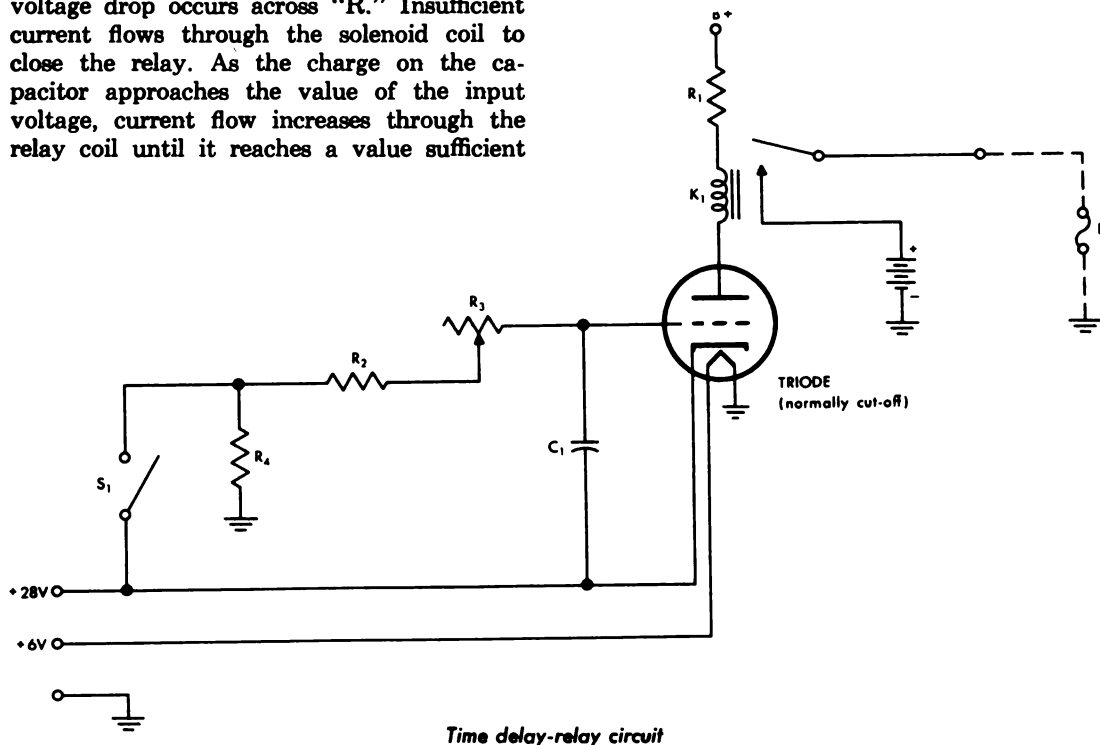 voltage drop occurs across "R." Insufficient
current flows through the solenoid coil to
close the relay. As the charge on the ca-
pacitor approaches the value of the input
voltage, current flow increases through the
relay coil until it reaches a value sufficient
B+
R1
K1
R3
R2
TRIODE
(normally cut-off)
C1
R4
S1
+28V
+
−
+6V
Time delay-relay circuit